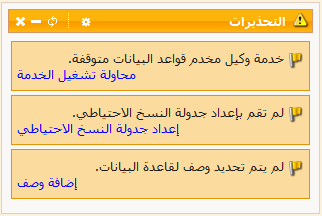 التحذيرات
خدمة وكيل مخدم قواعد البيانات متوقفة.
محاولة تشغيل الخدمة
لم تقم بإعداد جدولة النسخ الاحتياطي.
إعداد جدولة النسخ الاحتياطي
لم يتم تحديد وصف لقاعدة البيانات.
إضافة وصف